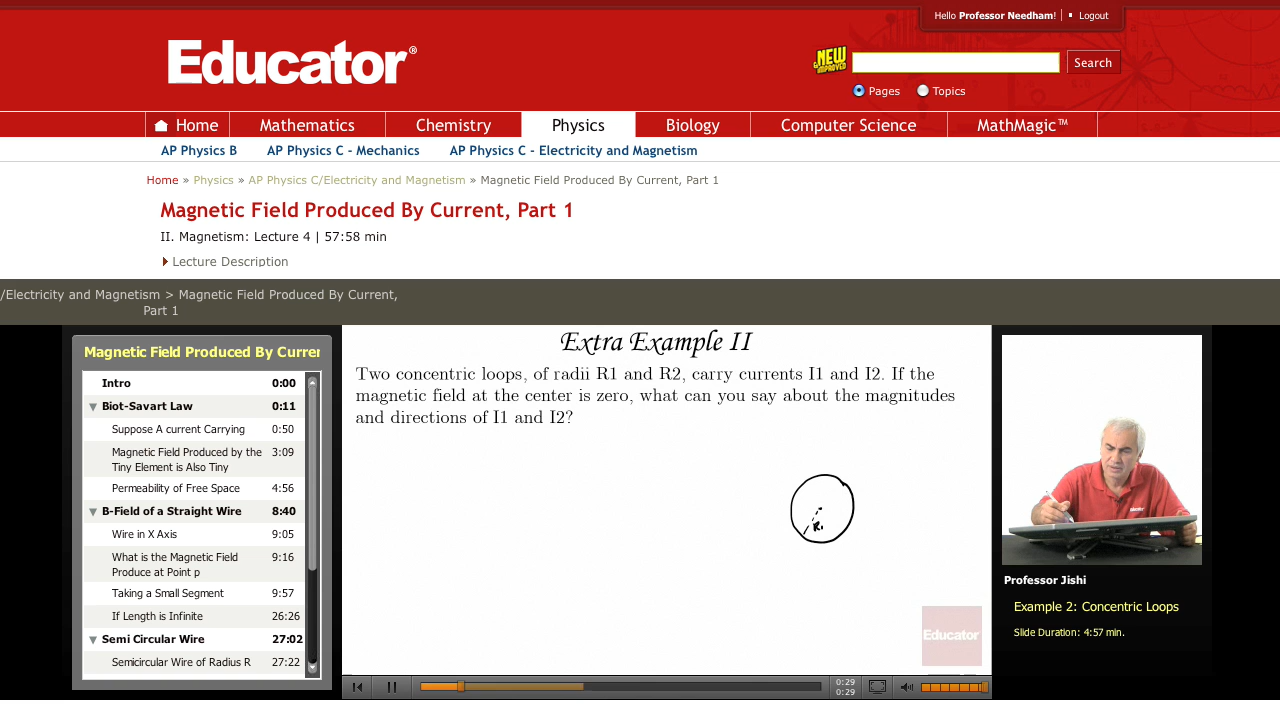 Hello Professor Needham! Logout
Educator®
NEW
& IMPROVED
Search
Pages Topics
Home Mathematics Chemistry Physics Biology Computer Science MathMagic™
AP Physics B AP Physics C - Mechanics AP Physics C - Electricity and Magnetism
Home » Physics » AP Physics C/Electricity and Magnetism » Magnetic Field Produced By Current, Part 1
Magnetic Field Produced By Current, Part 1
II. Magnetism: Lecture 4 | 57:58 min
Lecture Description
/Electricity and Magnetism > Magnetic Field Produced By Current,
Part 1
Magnetic Field Produced By Curren
Intro 0:00
Biot-Savart Law 0:11
Suppose A current Carrying 0:50
Magnetic Field Produced by the 3:09
Tiny Element is Also Tiny
Permeability of Free Space 4:56
B-Field of a Straight Wire 8:40
Wire in X Axis 9:05
What is the Magnetic Field 9:16
Produce at Point p
Taking a Small Segment 9:57
If Length is Infinite 26:26
Semi Circular Wire 27:02
Semicircular Wire of Radius R 27:22
Extra Example II
Two concentric loops, of radii R1 and R2, carry currents I1 and I2. If the
magnetic field at the center is zero, what can you say about the magnitudes
and directions of I1 and I2?
R1
Educator
0:29
0:29
Professor Jishi
Example 2: Concentric Loops
Slide Duration: 4:57 min.